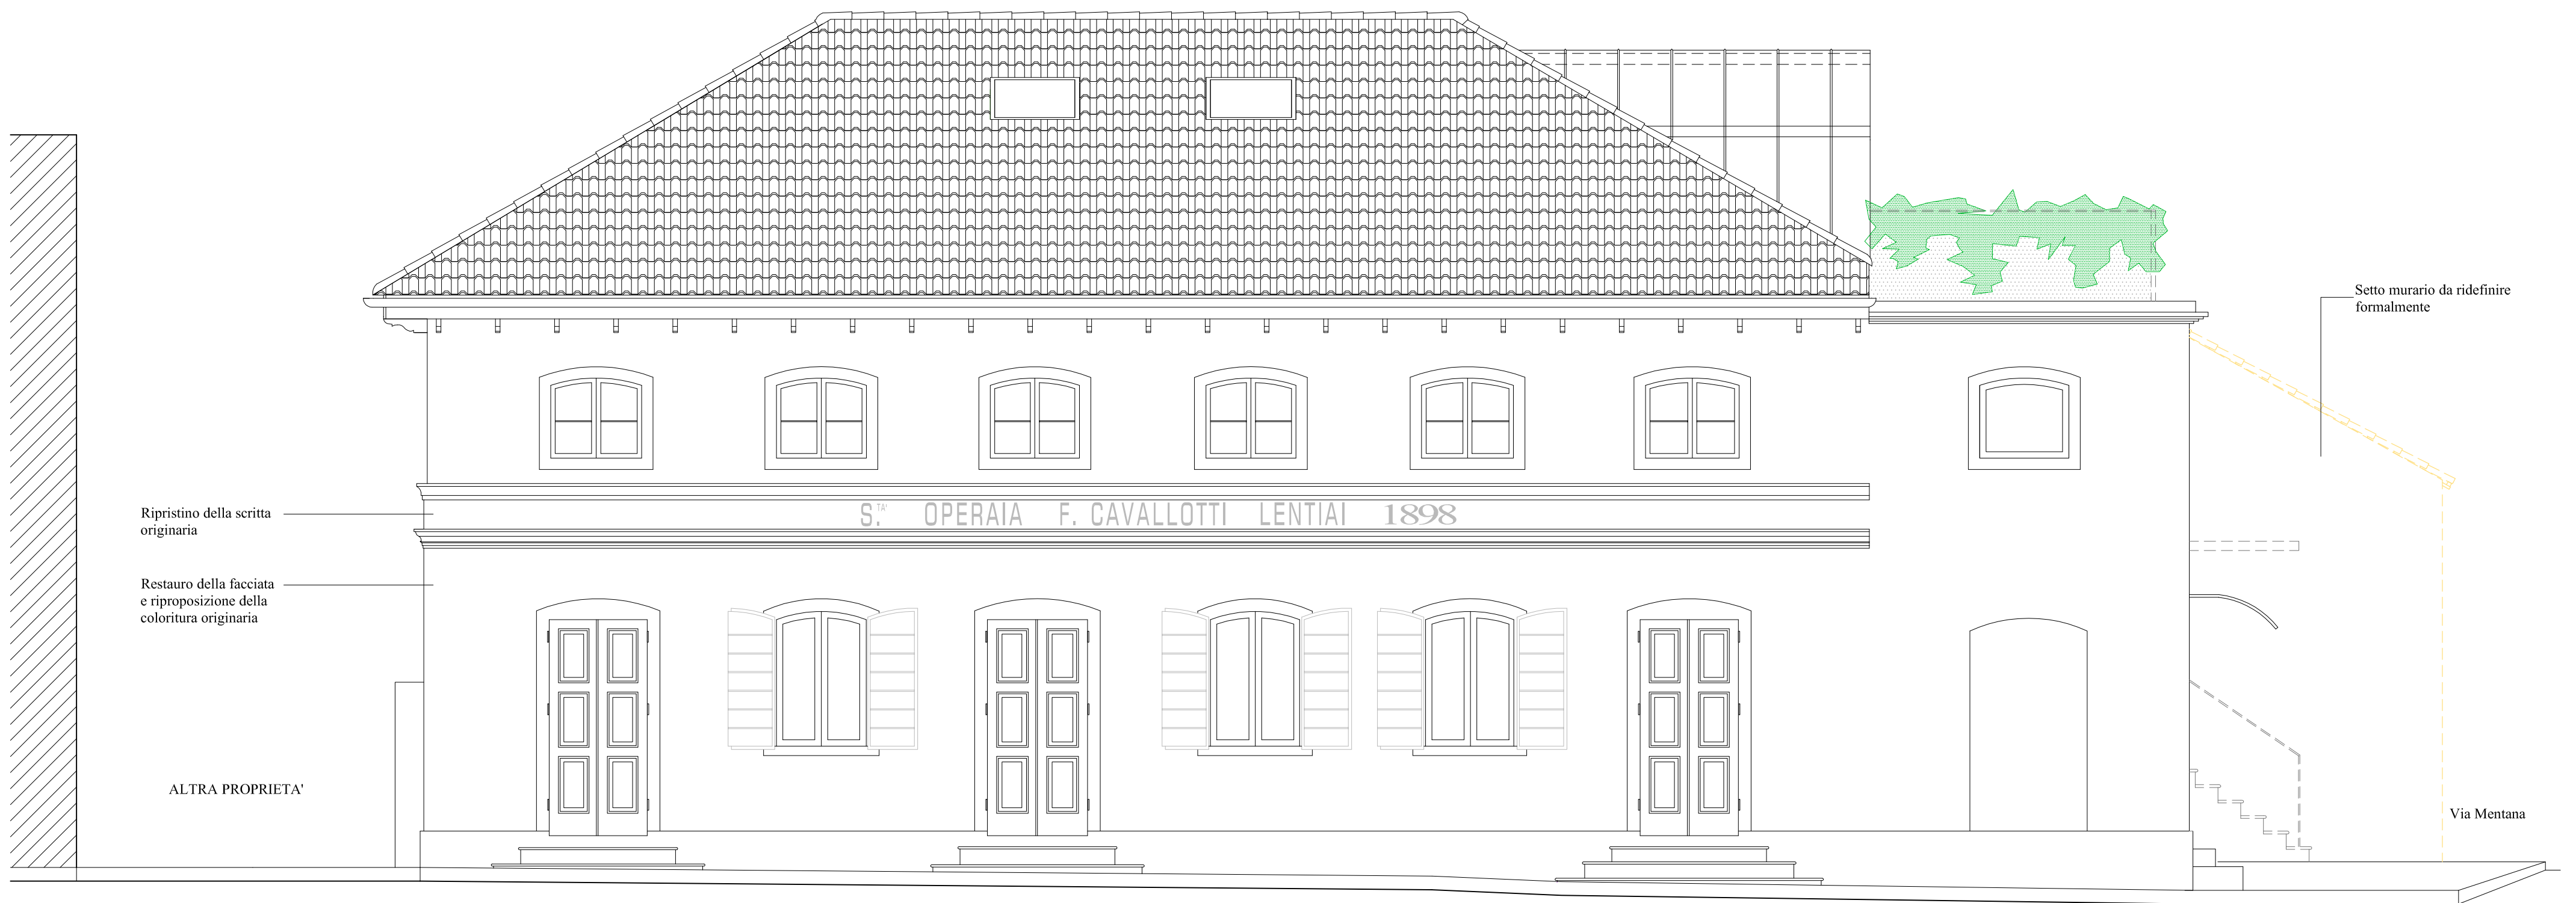 Setto murario da ridefinire
formalmente
Ripristino della scritta
originaria
S.TA' OPERAIA F. CAVALLOTTI LENTIAI 1898
Restauro della facciata
e riproposizione della
coloritura originaria
ALTRA PROPRIETA'
Via Mentana